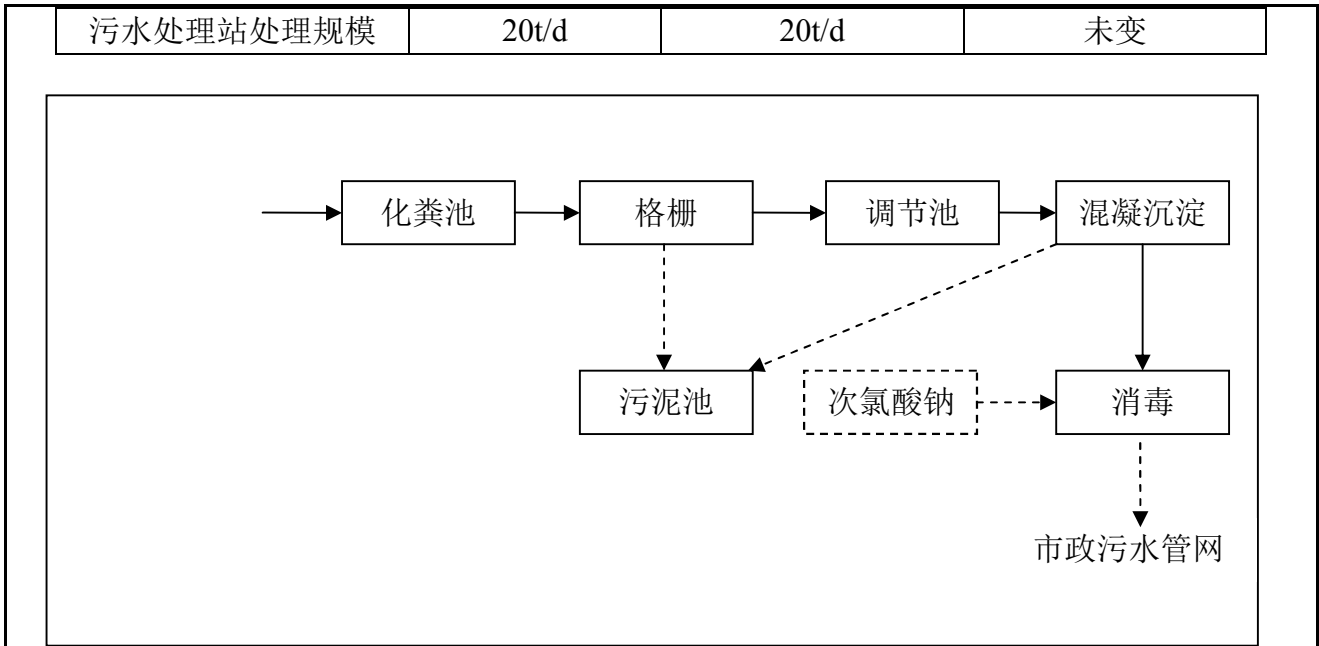 污水处理站处理规模 20t/d 20t/d 未变
化粪池 格栅 调节池 混凝沉淀
污泥池 次氯酸钠 消毒
市政污水管网